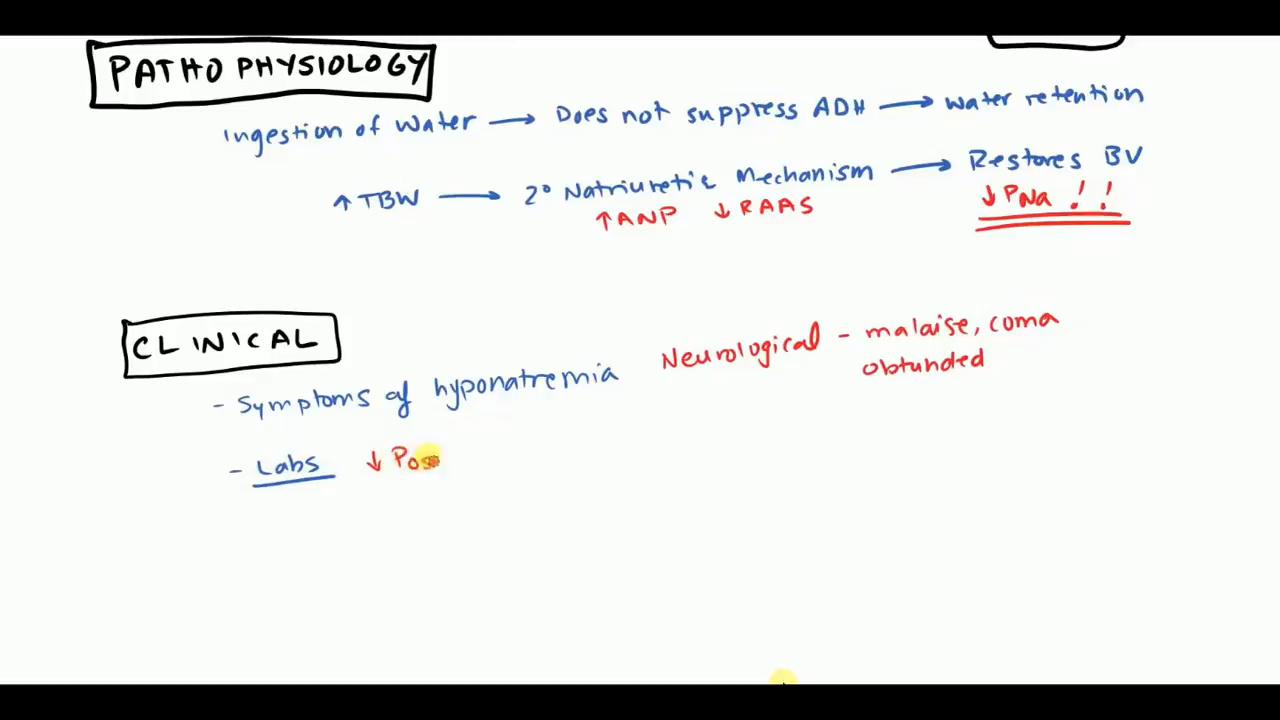 PATHOPHYSIOLOGY
Ingestion of Water → Does not suppress ADH → Water retention
↑TBW → 2° Natriuretic Mechanism → Restores BV
↑ANP ↓RAAS ↓PNa !!
CLINICAL
- Symptoms of hyponatremia Neurological - malaise, coma
obtunded
- Labs ↓ Pos